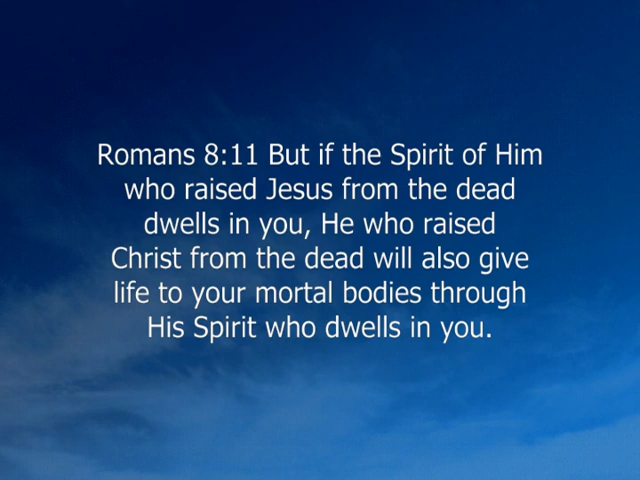 Romans 8:11 But if the Spirit of Him
who raised Jesus from the dead
dwells in you, He who raised
Christ from the dead will also give
life to your mortal bodies through
His Spirit who dwells in you.